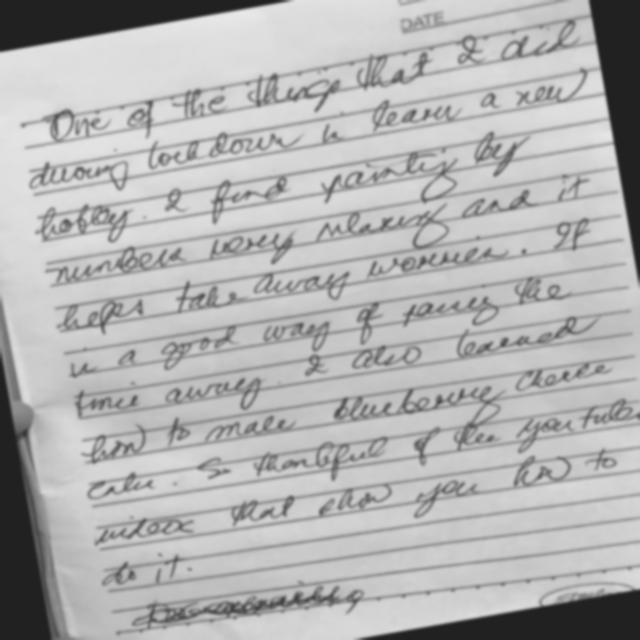 DATE
One of the things that I did
during lockdown is learn a new
hobby. I find painting by
numbers very relaxing and it
helps take away worries. It
is a good way of passing the
time away. I also learned
how to make blueberry cheese
cake. So thankful of the youtube
videos that show you how to
do it.